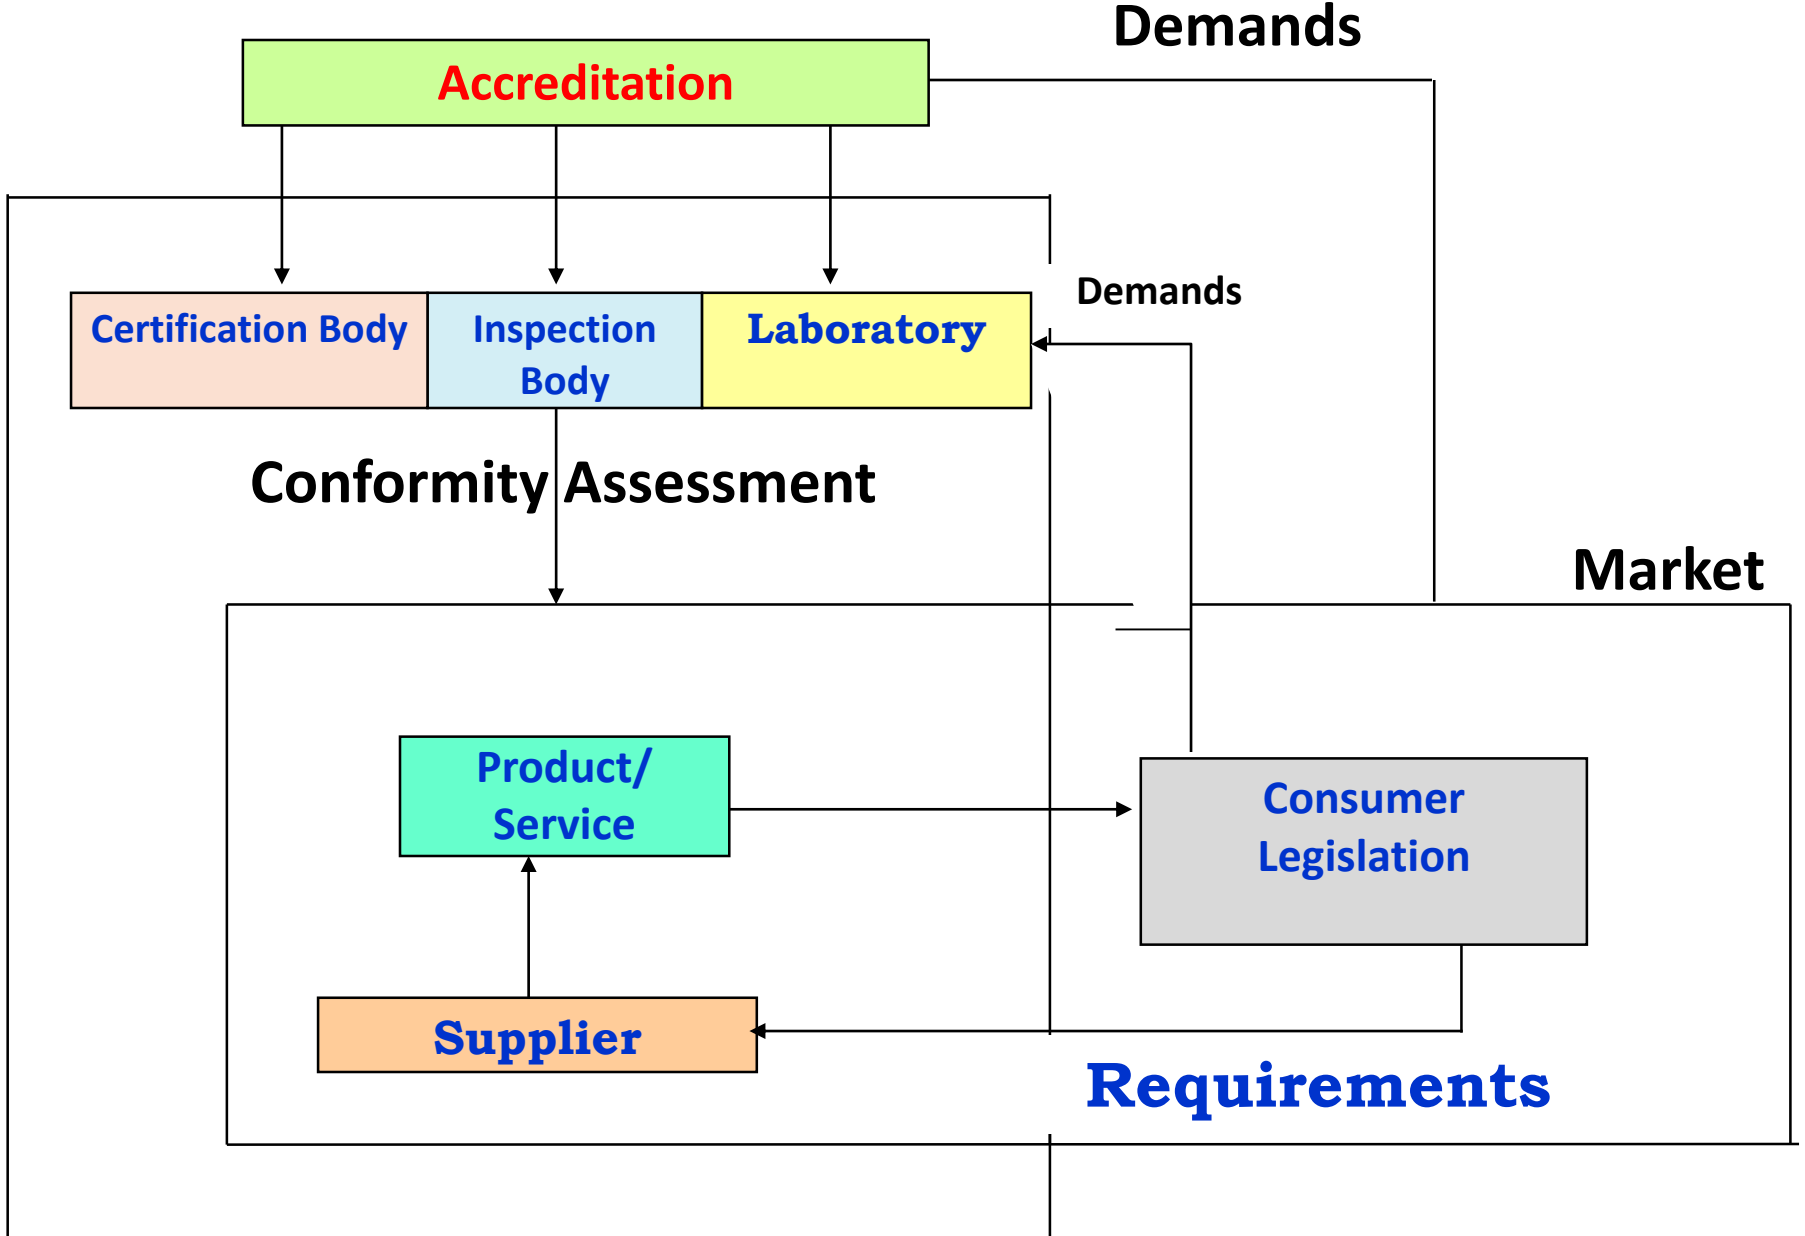 Demands
Accreditation
Demands
Certification Body
Inspection
Body
Laboratory
Conformity Assessment
Market
Product/
Service
Consumer
Legislation
Supplier
Requirements